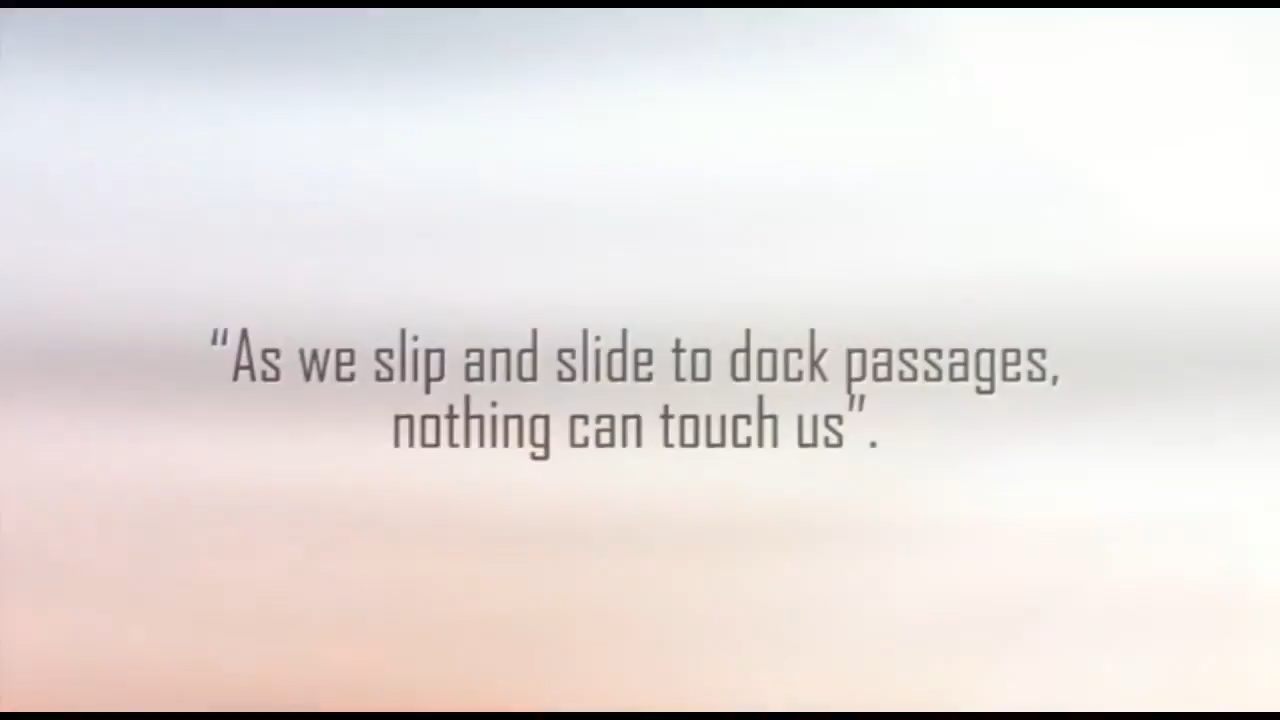 “As we slip and slide to dock passages,
nothing can touch us”.